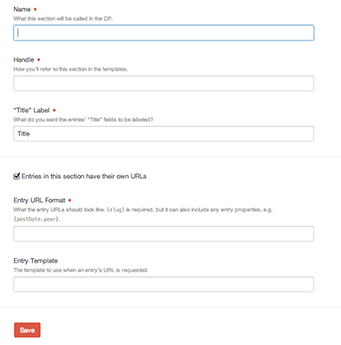 Name •
What this section will be called in the CP.
Handle •
How you'll refer to this section in the templates.
“Title” Label •
What do you want the entries' “Title” fields to be labeled?
Title
Entries in this section have their own URLs
Entry URL Format •
What the entry URLs should look like. {slug} is required, but it can also include any entry properties, e.g.
{postDate.year}.
Entry Template
The template to use when an entry's URL is requested.
Save